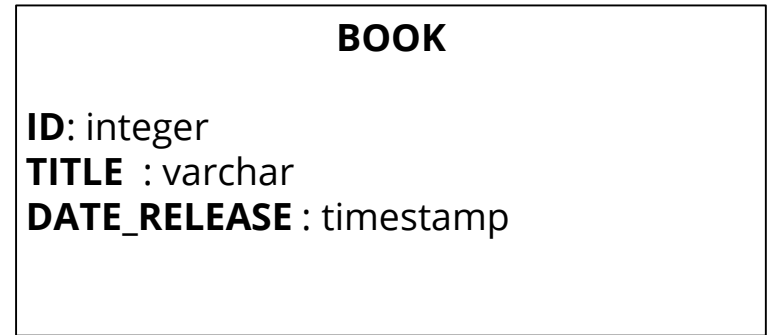 BOOK
ID: integer
TITLE : varchar
DATE_RELEASE : timestamp